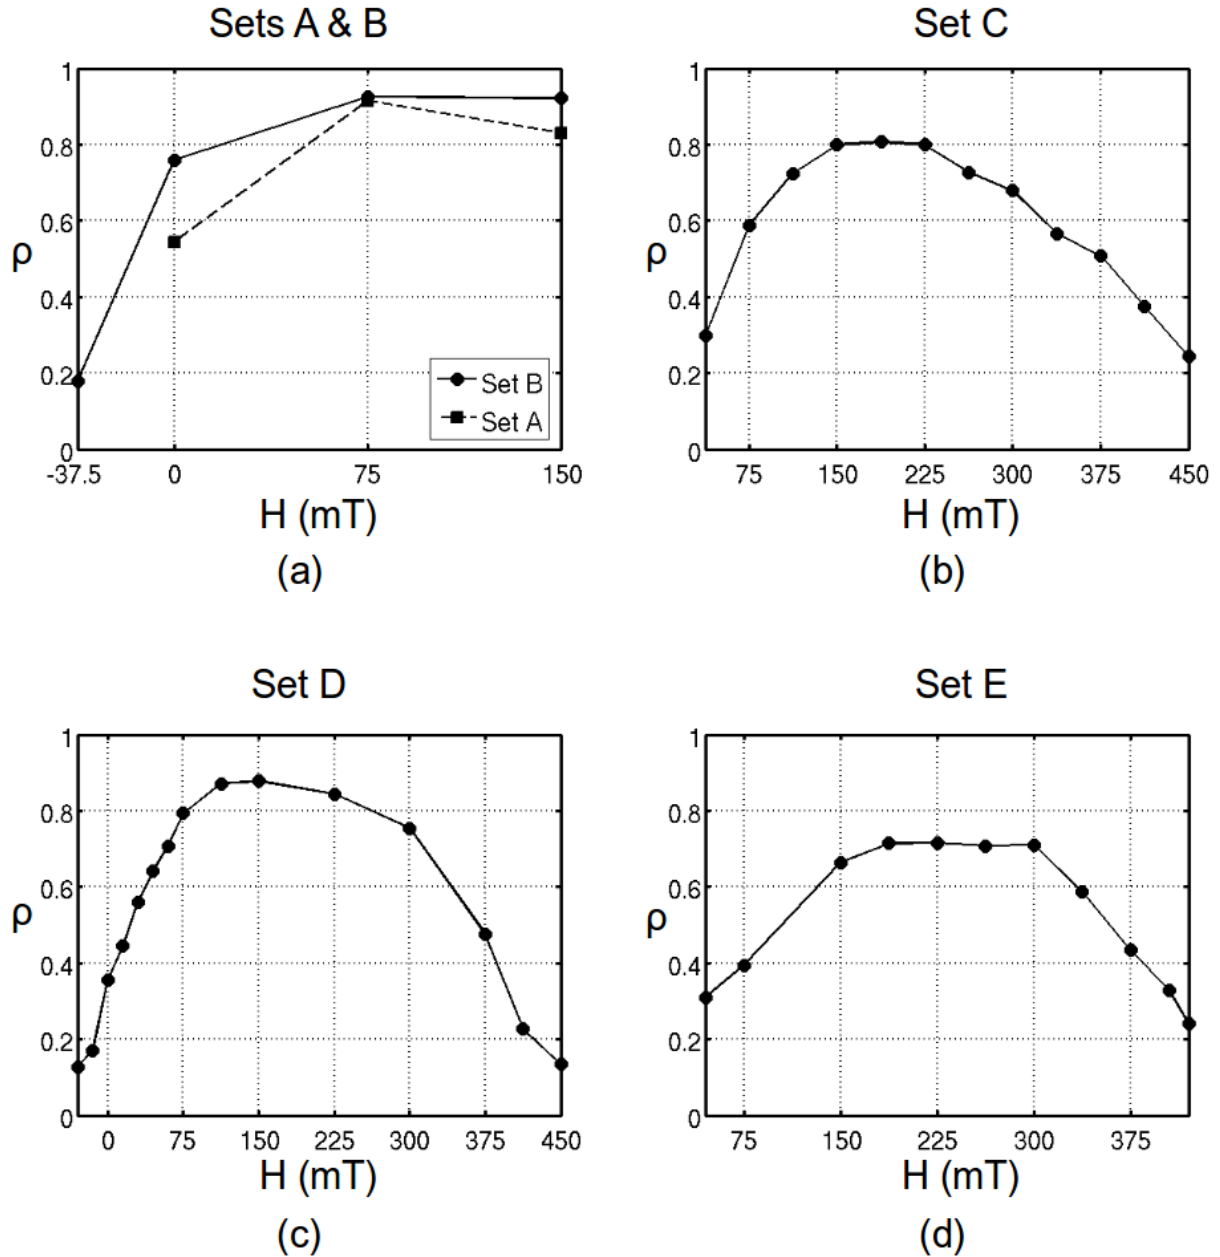 Sets A & B
1
0.8
0.6
ρ
0.4
0.2
0
Set B
Set A
-37.5 0 75 150
H (mT)
(a)
Set C
1
0.8
0.6
ρ
0.4
0.2
0
75 150 225 300 375 450
H (mT)
(b)
Set D
1
0.8
0.6
ρ
0.4
0.2
0
0 75 150 225 300 375 450
H (mT)
(c)
Set E
1
0.8
0.6
ρ
0.4
0.2
0
75 150 225 300 375
H (mT)
(d)